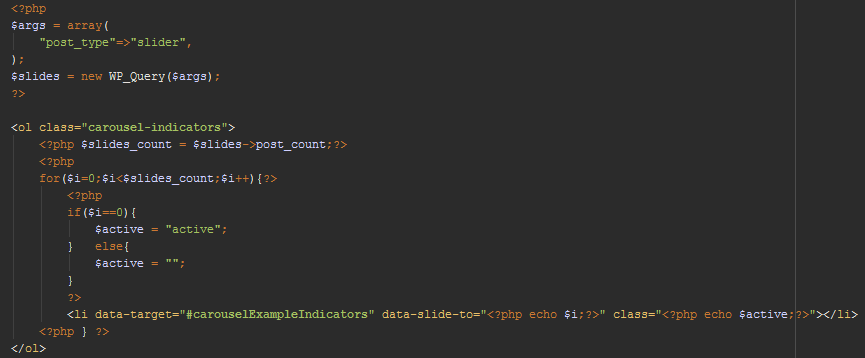 <?php
$args = array(
    "post_type"=>"slider",
);
$slides = new WP_Query($args);
?>

<ol class="carousel-indicators">
    <?php $slides_count = $slides->post_count;?>
    <?php
    for($i=0;$i<$slides_count;$i++){?>
        <?php
        if($i==0){
            $active = "active";
        }   else{
            $active = "";
        }
        ?>
        <li data-target="#carouselExampleIndicators" data-slide-to="<?php echo $i;?>" class="<?php echo $active;?>"></li>
    <?php } ?>
</ol>